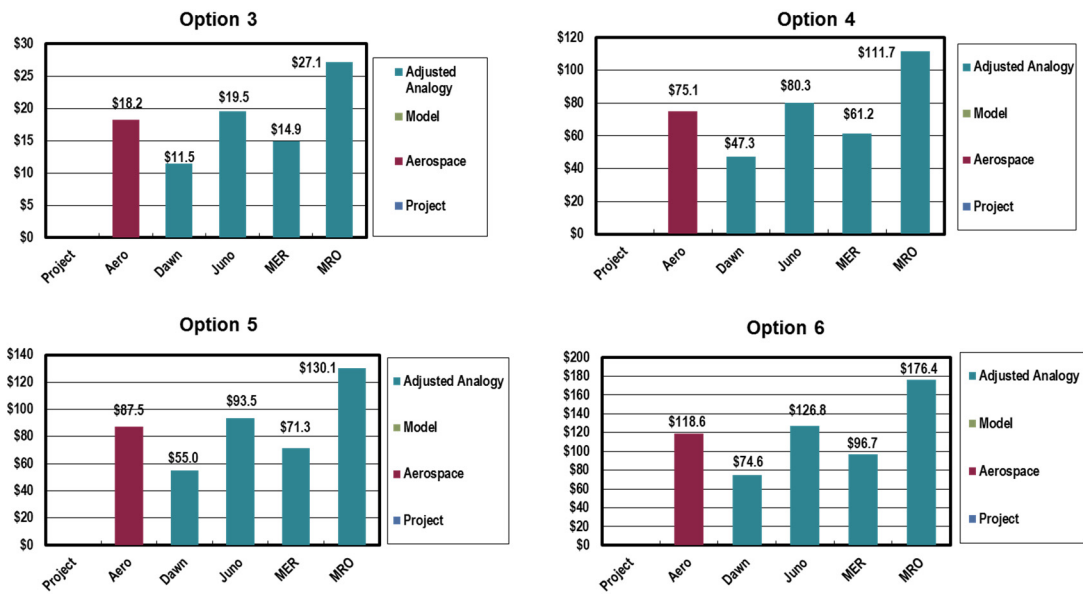 Option 3
$30
$25
$20
$15
$10
$5
$0
$18.2
$11.5
$19.5
$14.9
$27.1
Project
Aero
Dawn
Juno
MER
MRO
Adjusted
Analogy
Model
Aerospace
Project
Option 4
$120
$100
$80
$60
$40
$20
$0
$75.1
$47.3
$80.3
$61.2
$111.7
Project
Aero
Dawn
Juno
MER
MRO
Adjusted Analogy
Model
Aerospace
Project
Option 5
$140
$120
$100
$80
$60
$40
$20
$0
$87.5
$55.0
$93.5
$71.3
$130.1
Project
Aero
Dawn
Juno
MER
MRO
Adjusted Analogy
Model
Aerospace
Project
Option 6
$200
$180
$160
$140
$120
$100
$80
$60
$40
$20
$0
$118.6
$74.6
$126.8
$96.7
$176.4
Project
Aero
Dawn
Juno
MER
MRO
Adjusted Analogy
Model
Aerospace
Project